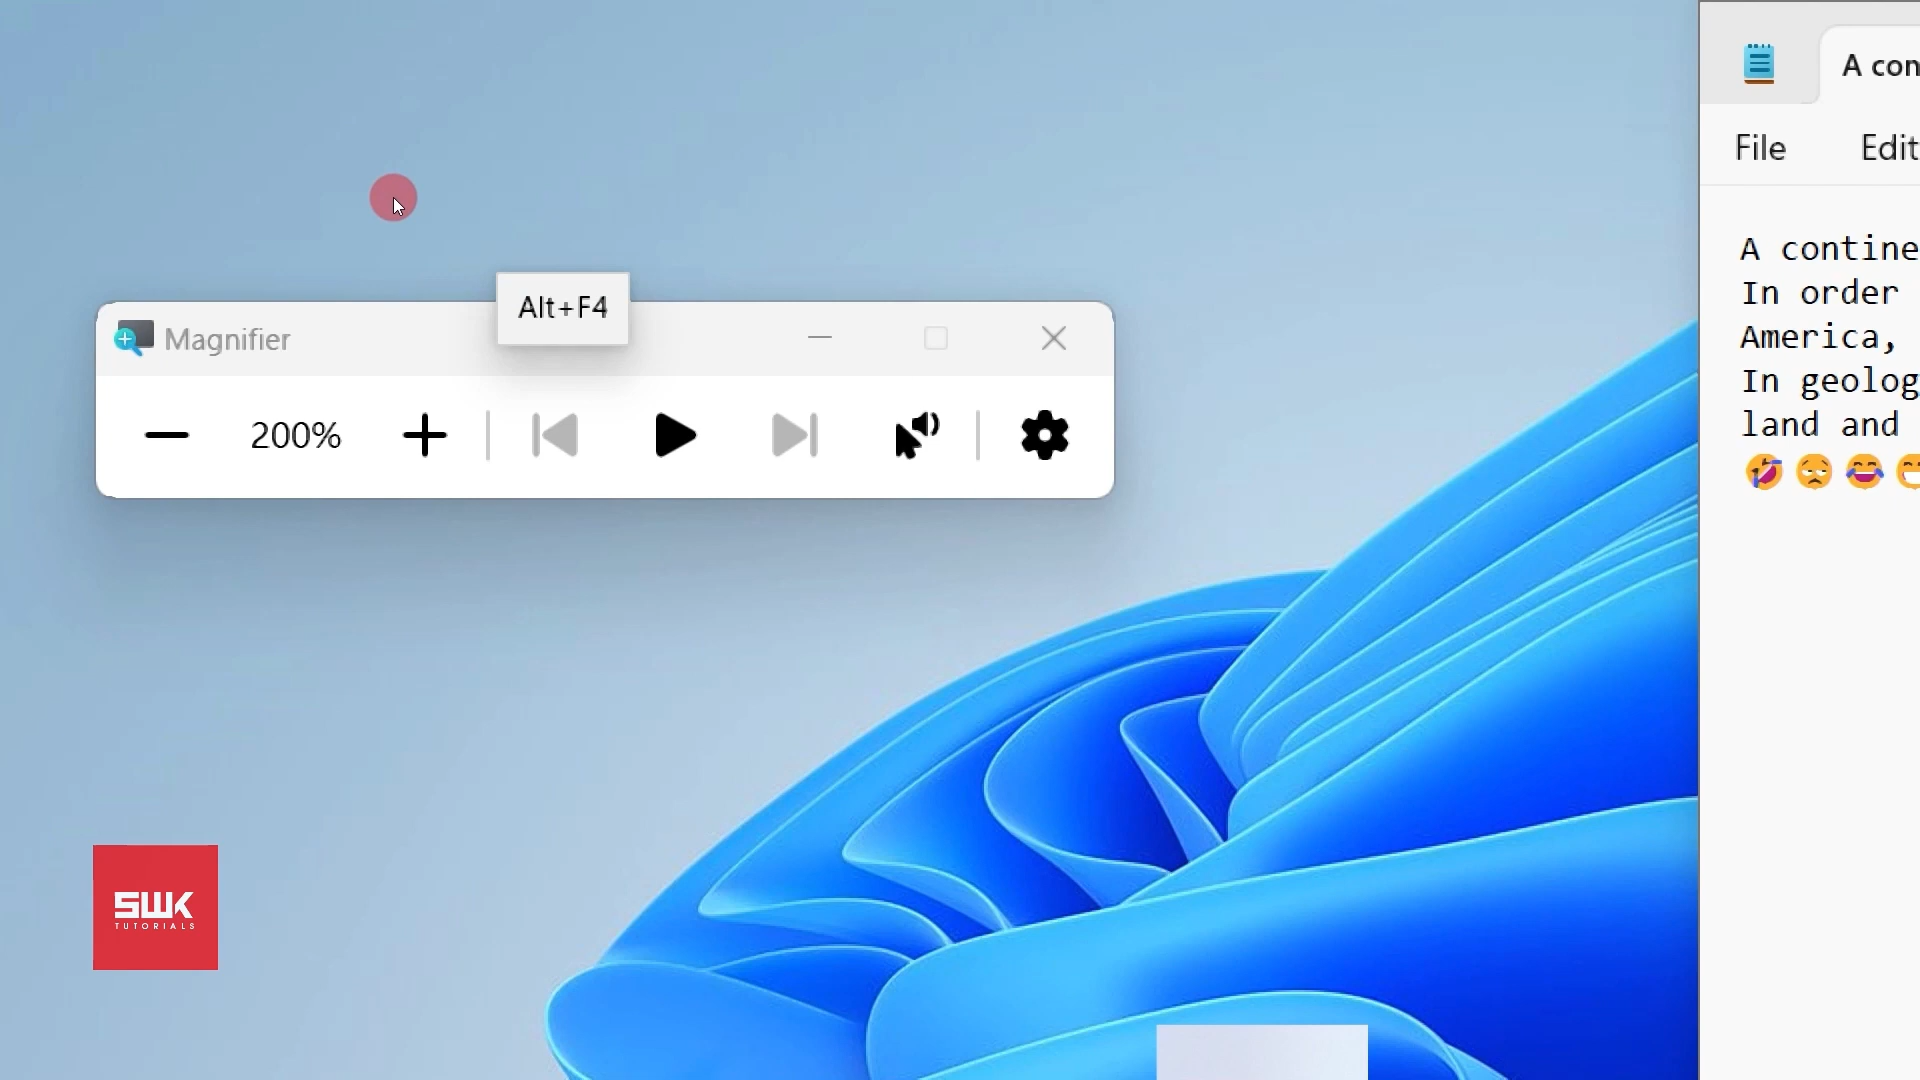 Alt+F4
Magnifier
200%
A con
File Edit
A contine
In order
America,
In geolog
land and
🤣😒😂😁
SWK
TUTORIALS